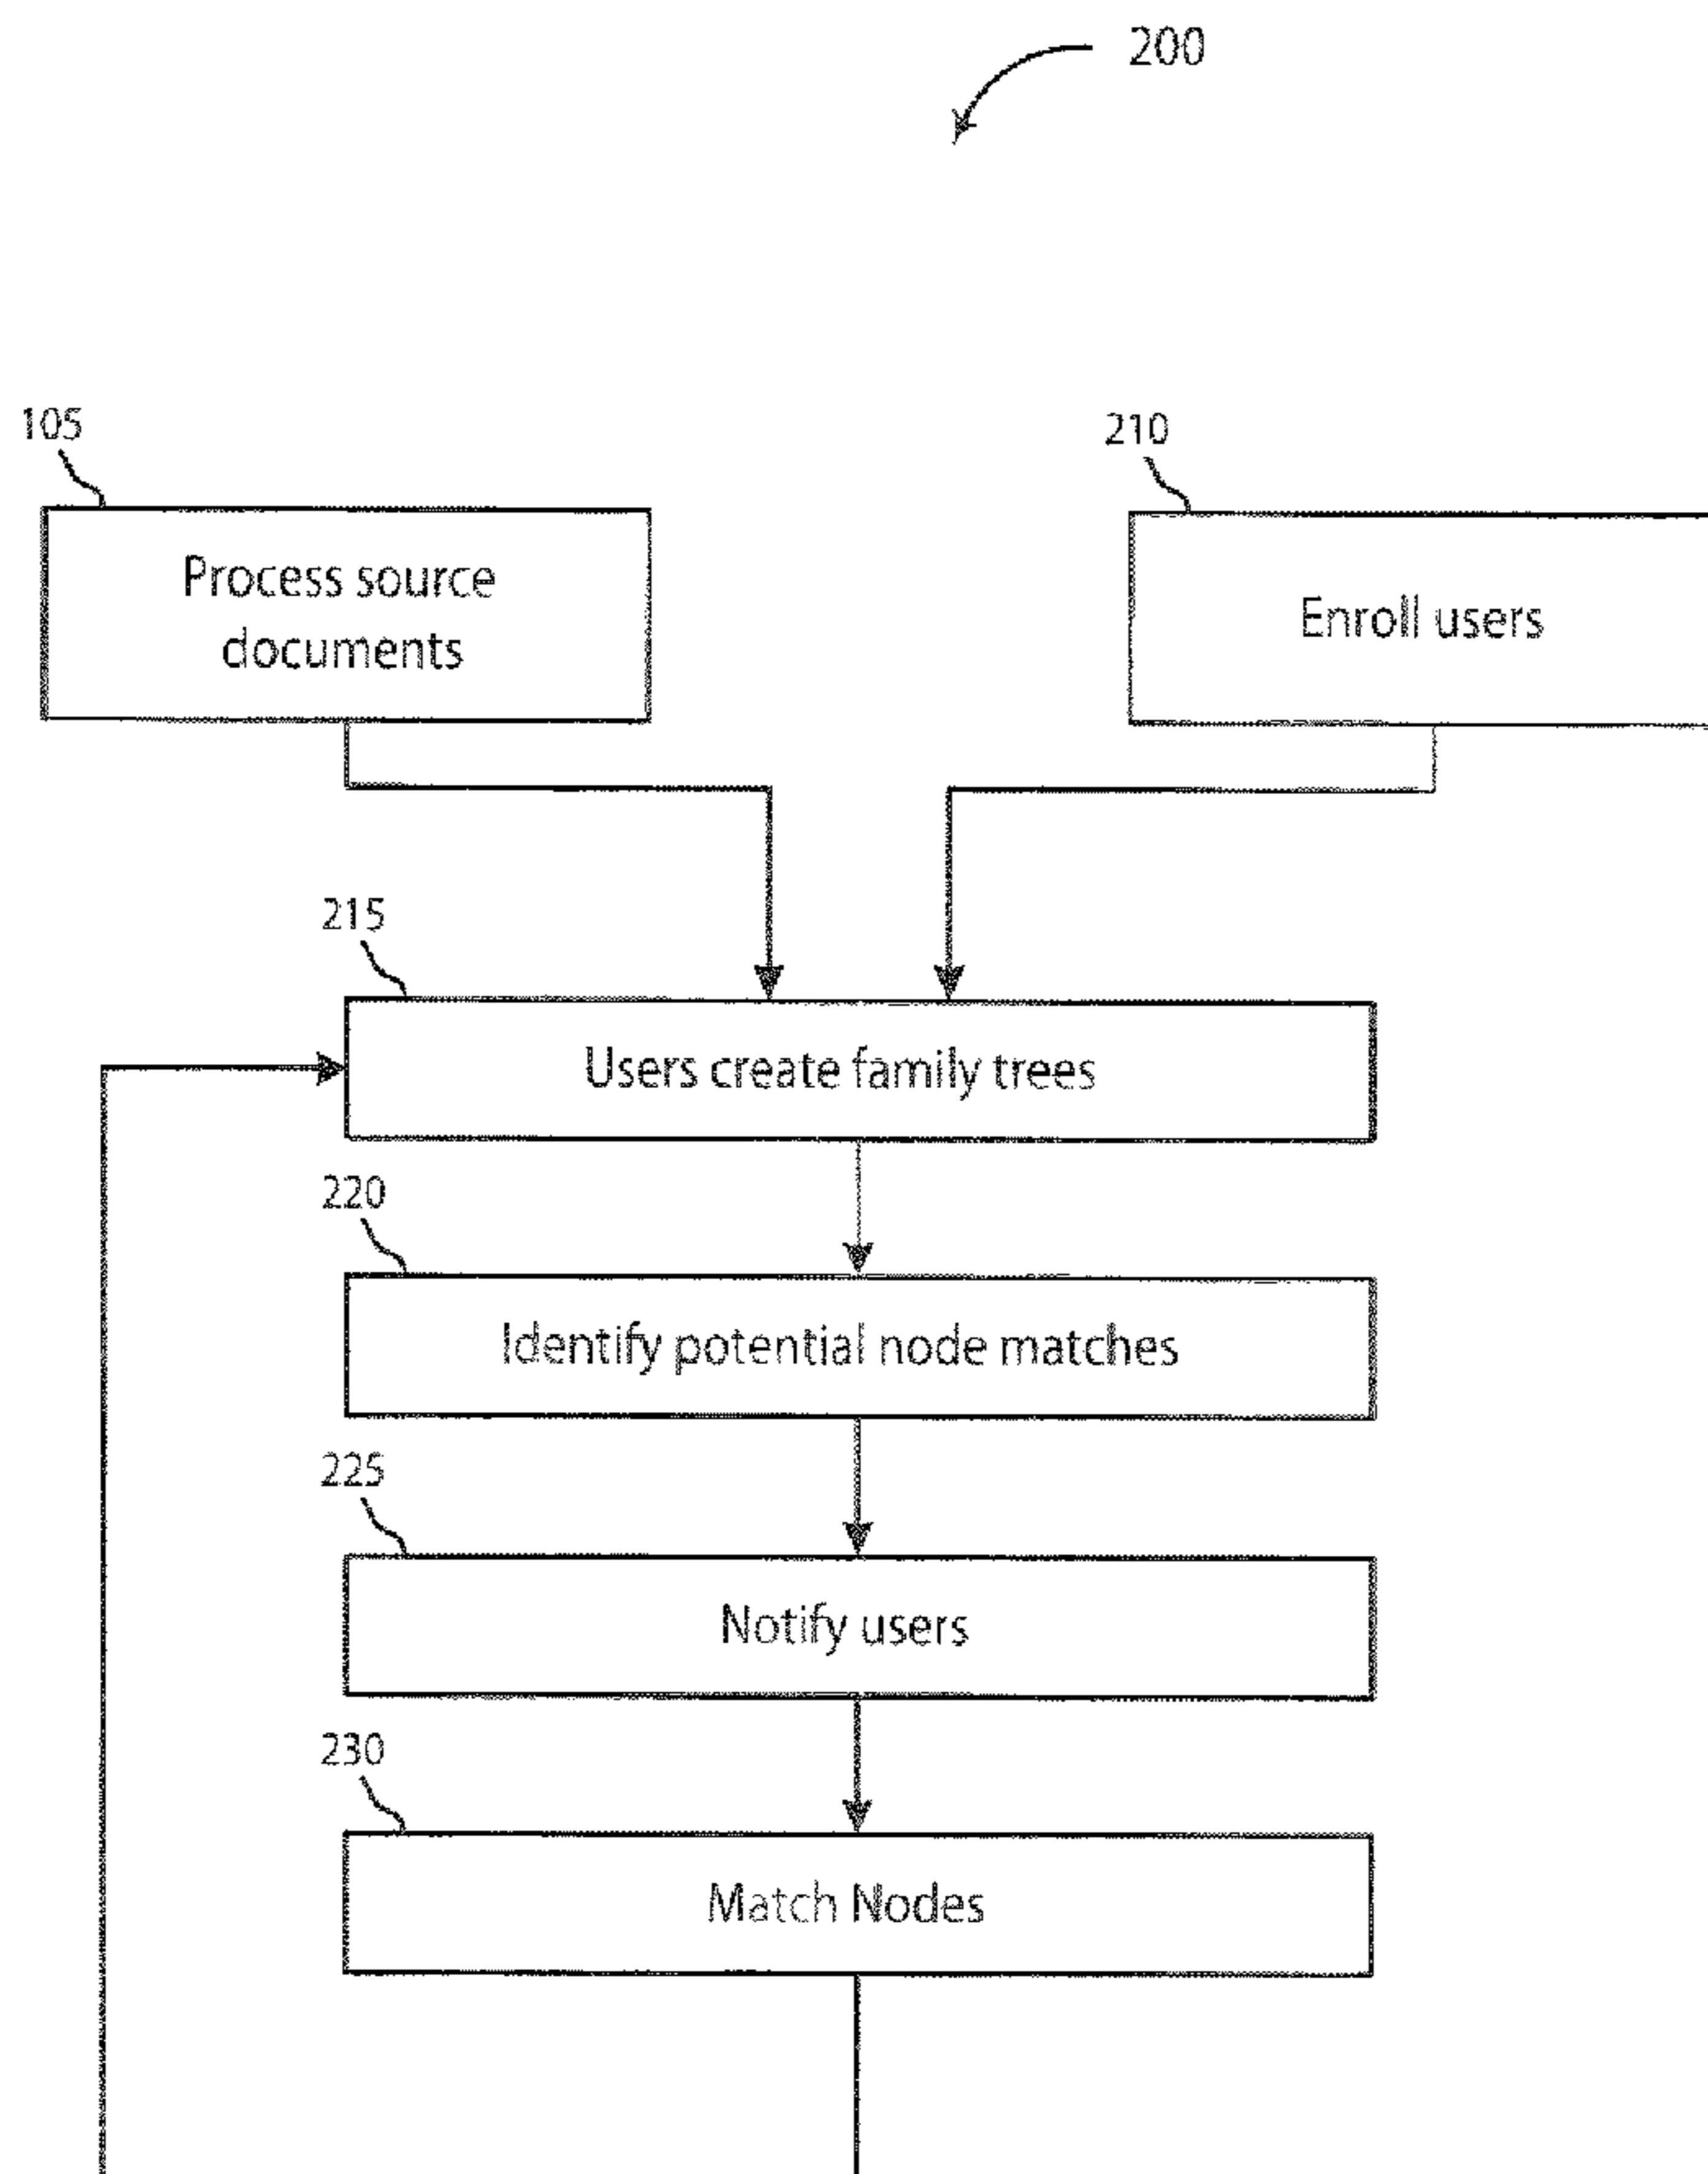 200
105
210
Process source
documents
Enroll users
215
Users create family trees
220
Identify potential node matches
225
Notify users
230
Match Nodes